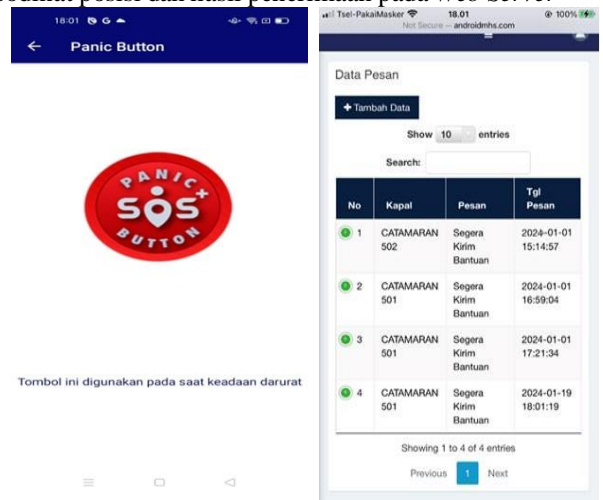 18:01
Panic Button
PANIC
SOS
BUTTON
Tombol ini digunakan pada saat keadaan darurat
Tsel-PakaiMasker 18.01 100%
Not Secure — androidmhs.com
Data Pesan
+ Tambah Data
Show 10 entries
Search:
No Kapal Pesan Tgl Pesan
1 CATAMARAN 502 Segera Kirim Bantuan 2024-01-01 15:14:57
2 CATAMARAN 501 Segera Kirim Bantuan 2024-01-01 16:59:04
3 CATAMARAN 501 Segera Kirim Bantuan 2024-01-01 17:21:34
4 CATAMARAN 501 Segera Kirim Bantuan 2024-01-19 18:01:19
Showing 1 to 4 of 4 entries
Previous 1 Next